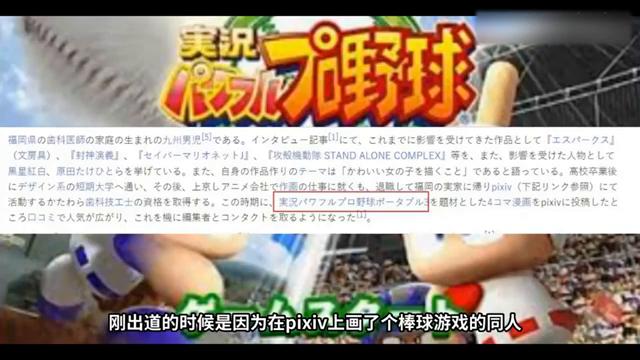 実況
パワフル
プロ野球
福岡県の歯科医師の家庭の生まれの九州男児[5]である。インタビュー記事[1]にて、これまでに影響を受けてきた作品として『エスパークス』
（文房具）、『封神演義』、『セイバーマリオネットJ』、『攻殻機動隊 STAND ALONE COMPLEX』等を、また、影響を受けた人物として
黒星紅白、原田たけひとらを挙げている。また、自身の作品作りのテーマは「かわいい女の子を描くこと」であると語っている。高校卒業後
にデザイン系の短期大学へ通い、その後、上京しアニメ会社で作画の仕事に就くも、退職して福岡の実家に帰りpixiv（下記リンク参照）にて
活動するかたわら歯科技工士の資格を取得する。この時期に、実況パワフルプロ野球ポータブル3を題材とした4コマ漫画をpixivに投稿したと
ころ口コミで人気が広がり、これを機に編集者とコンタクトを取るようになった[1]。
ゲームスタート
刚出道的时候是因为在pixiv上画了个棒球游戏的同人